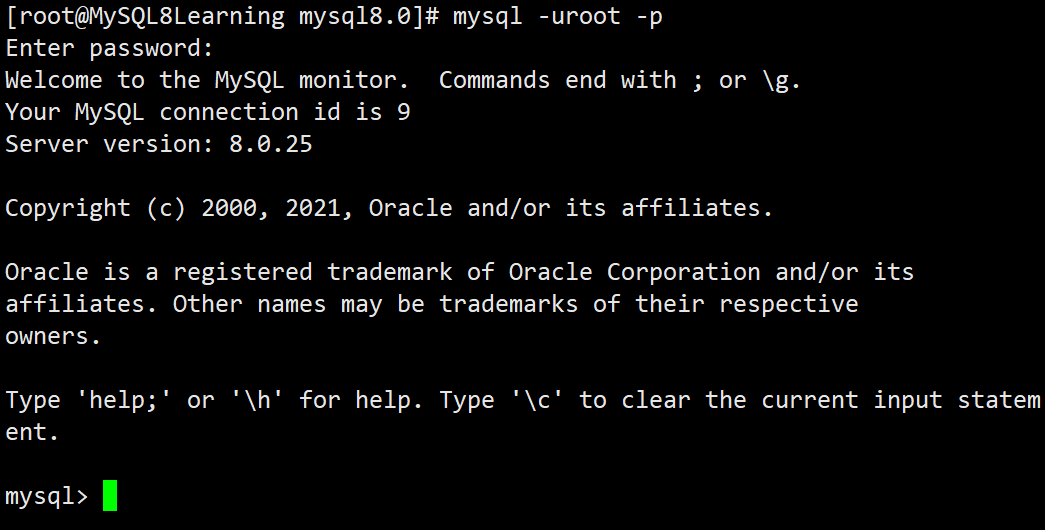 [root@MySQL8Learning mysql8.0]# mysql -uroot -p
Enter password:
Welcome to the MySQL monitor.  Commands end with ; or \g.
Your MySQL connection id is 9
Server version: 8.0.25
Copyright (c) 2000, 2021, Oracle and/or its affiliates.
Oracle is a registered trademark of Oracle Corporation and/or its
affiliates. Other names may be trademarks of their respective
owners.
Type 'help;' or '\h' for help. Type '\c' to clear the current input statem
ent.
mysql>